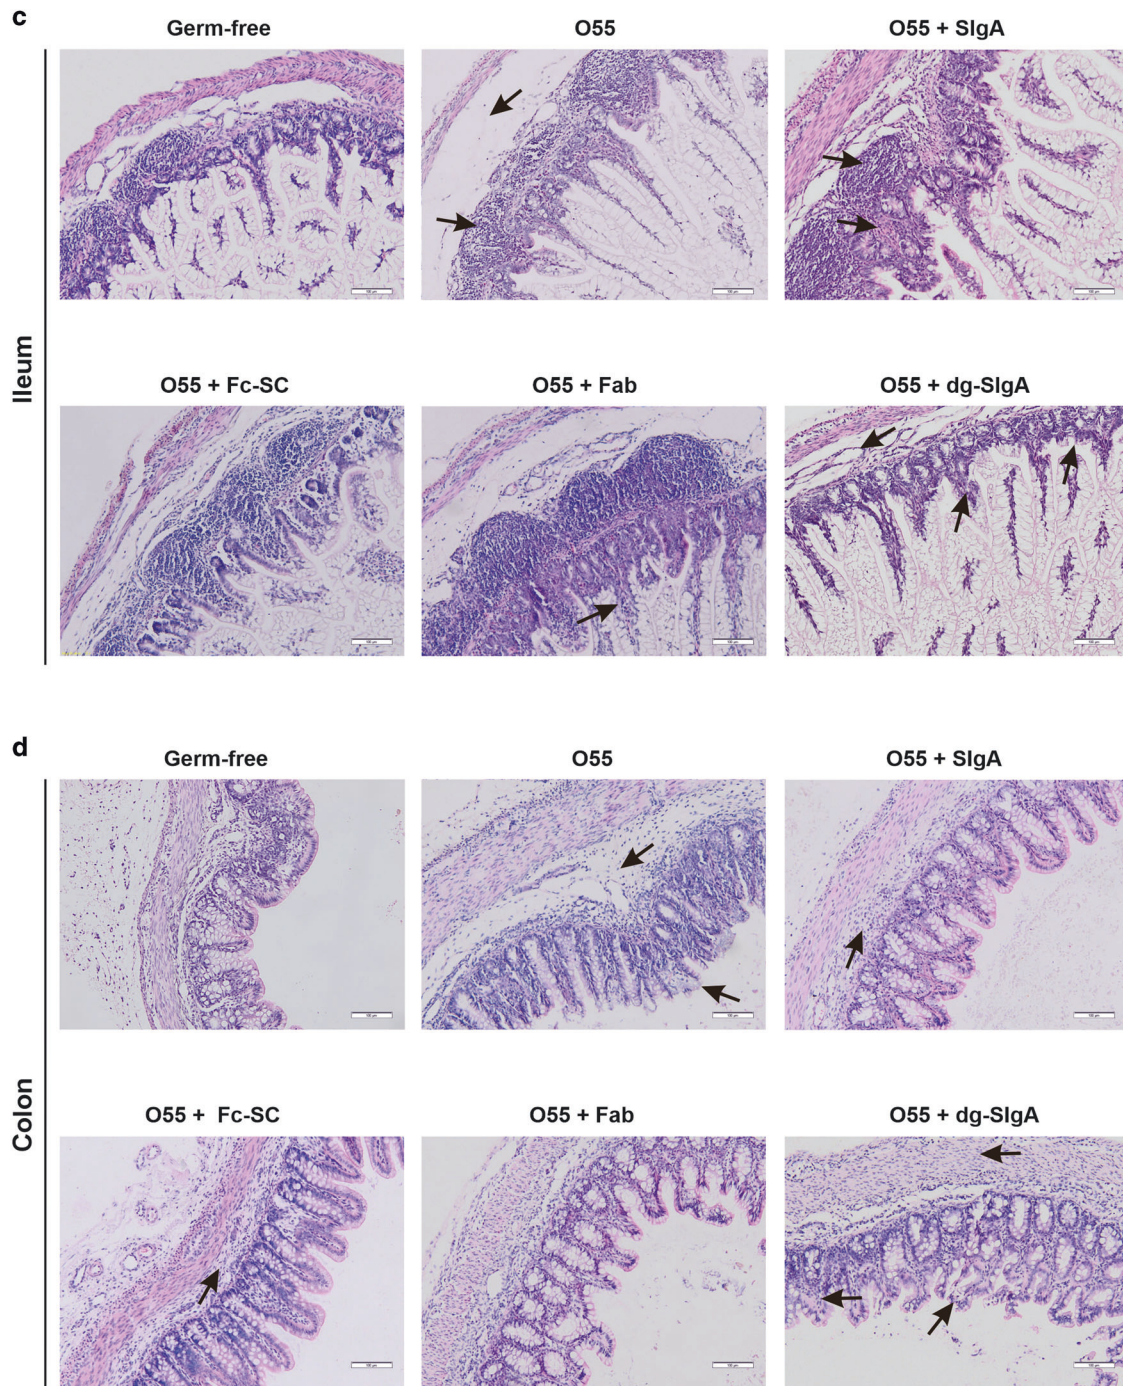 c
Germ-free
O55
O55 + SIgA
Ileum
O55 + Fc-SC
O55 + Fab
O55 + dg-SIgA
d
Germ-free
O55
O55 + SIgA
Colon
O55 + Fc-SC
O55 + Fab
O55 + dg-SIgA